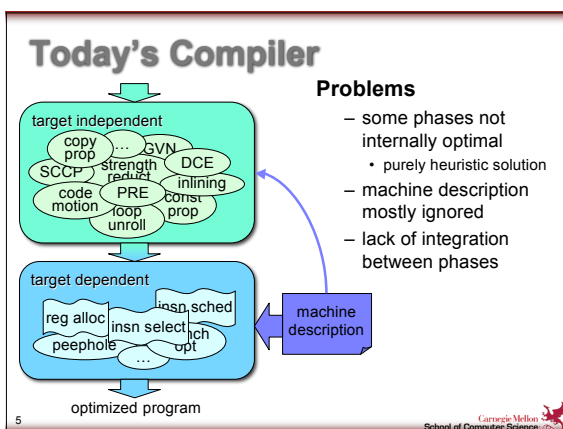 Today's Compiler
target independent
copy
prop
...
GVN
SCCP
strength
reduct
DCE
inlining
code
motion
PRE
const
prop
loop
unroll
target dependent
reg alloc
insn select
insn sched
peephole
...
opt
machine
description
optimized program
Problems
– some phases not
internally optimal
• purely heuristic solution
– machine description
mostly ignored
– lack of integration
between phases
5
Carnegie Mellon
School of Computer Science